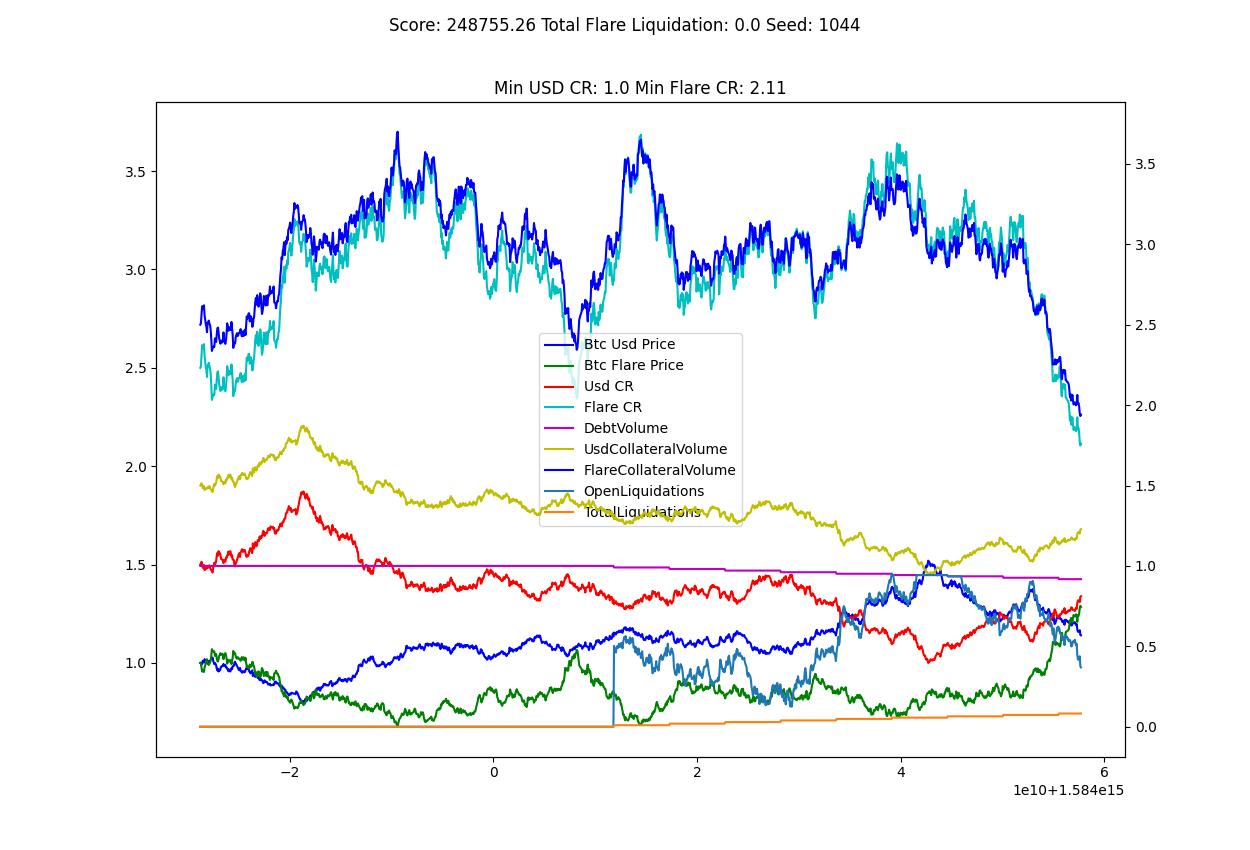 Score: 248755.26 Total Flare Liquidation: 0.0 Seed: 1044
Min USD CR: 1.0 Min Flare CR: 2.11
3.5
3.0
2.5
2.0
1.5
1.0
Btc Usd Price
Btc Flare Price
Usd CR
Flare CR
DebtVolume
UsdCollateralVolume
FlareCollateralVolume
OpenLiquidations
TotalLiquidations
3.5
3.0
2.5
2.0
1.5
1.0
0.5
0.0
−2 0 2 4 6
1e10+1.584e15